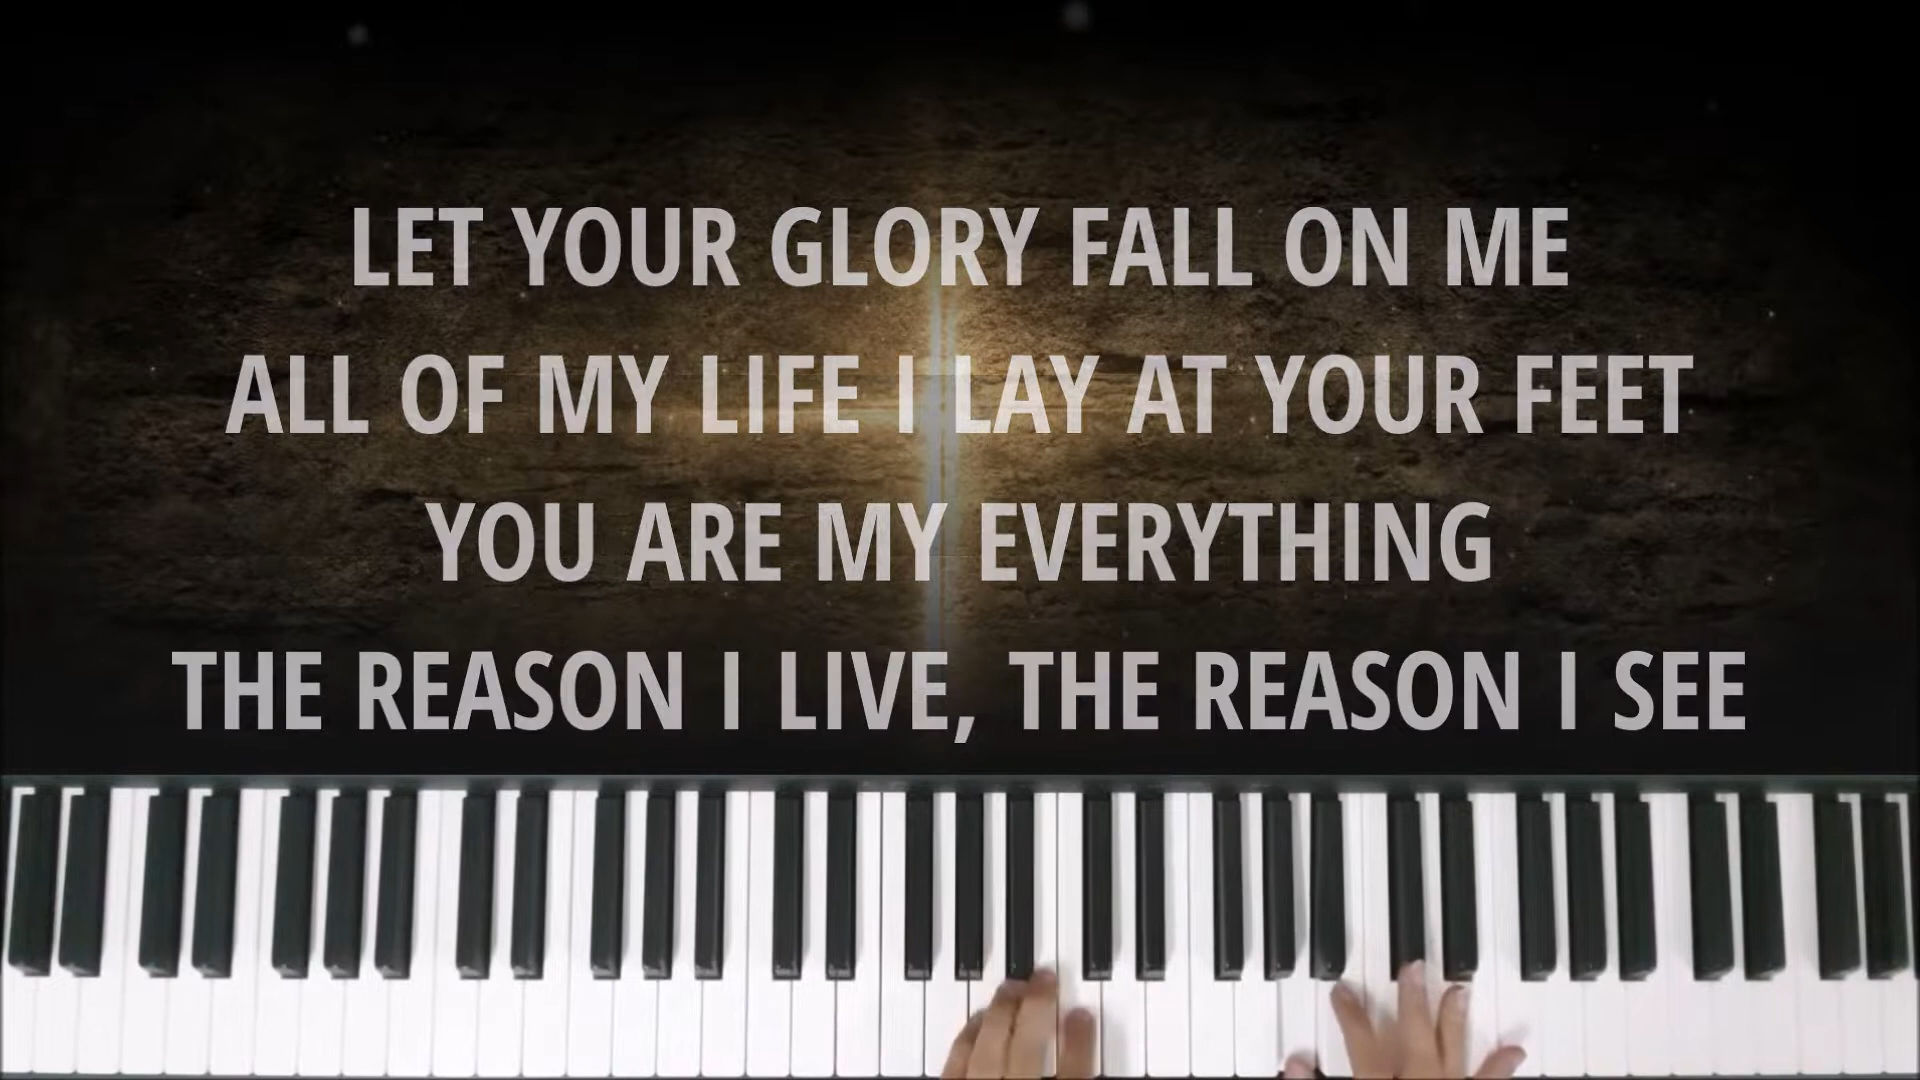 LET YOUR GLORY FALL ON ME
ALL OF MY LIFE I LAY AT YOUR FEET
YOU ARE MY EVERYTHING
THE REASON I LIVE, THE REASON I SEE